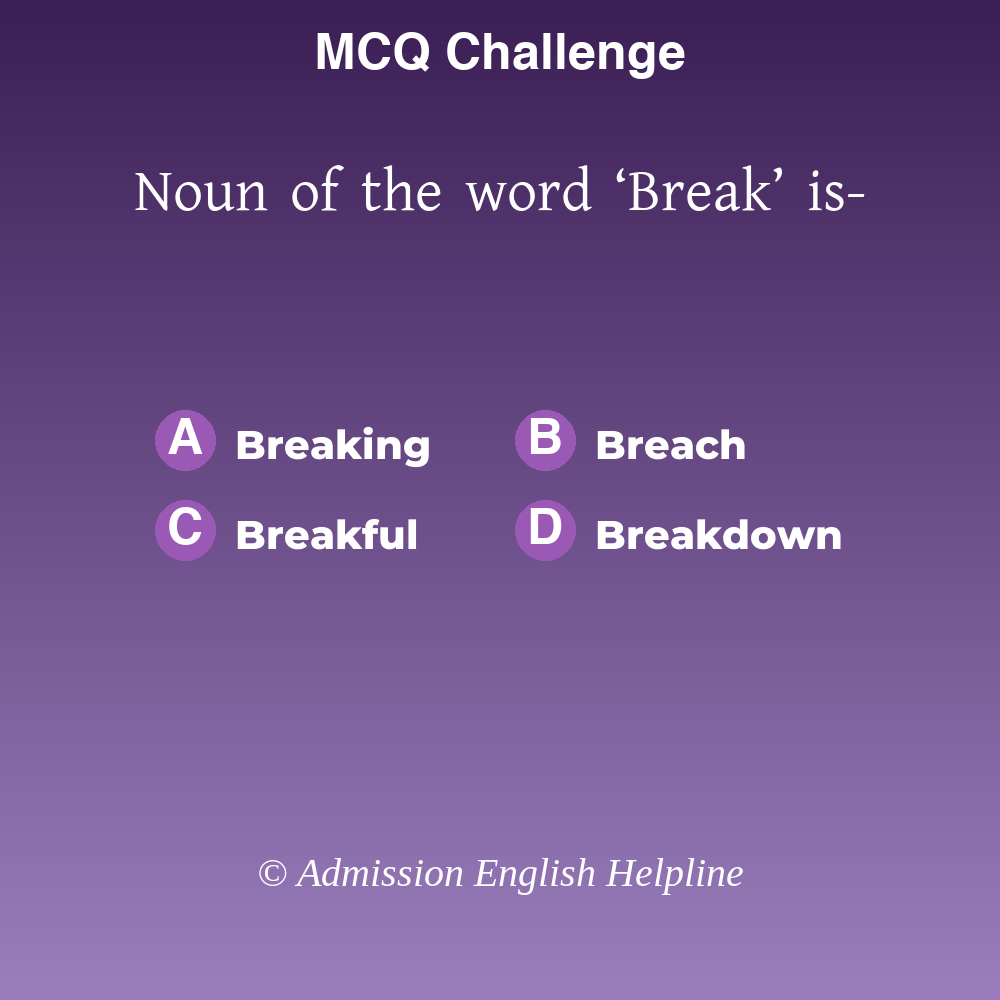 MCQ Challenge
Noun of the word ‘Break’ is-
A Breaking B Breach
C Breakful D Breakdown
© Admission English Helpline